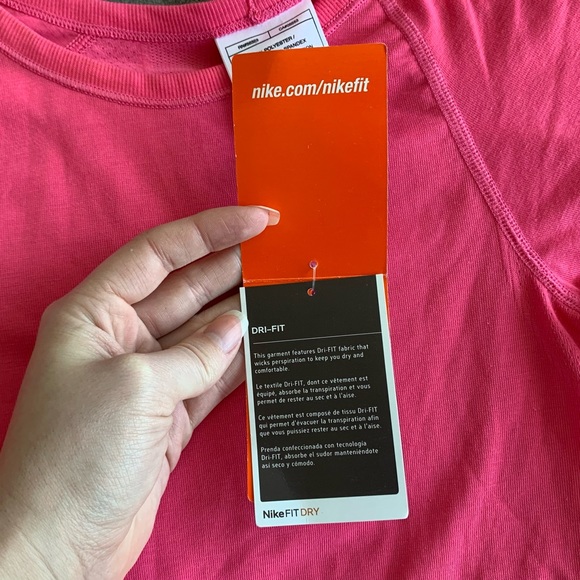 POLYESTER /
SPANDEX
nike.com/nikefit
DRI–FIT
This garment features Dri-FIT fabric that
wicks perspiration to keep you dry and
comfortable.
Le textile Dri-FIT, dont ce vêtement est
équipé, absorbe la transpiration et vous
permet de rester au sec et à l'aise.
Ce vêtement est composé de tissu Dri-FIT
qui permet d'évacuer la transpiration afin
que vous puissiez rester au sec et à l'aise.
Prenda confeccionada con tecnología
Dri-FIT, absorbe el sudor manteniéndote
así seco y cómodo.
NikeFITDRY